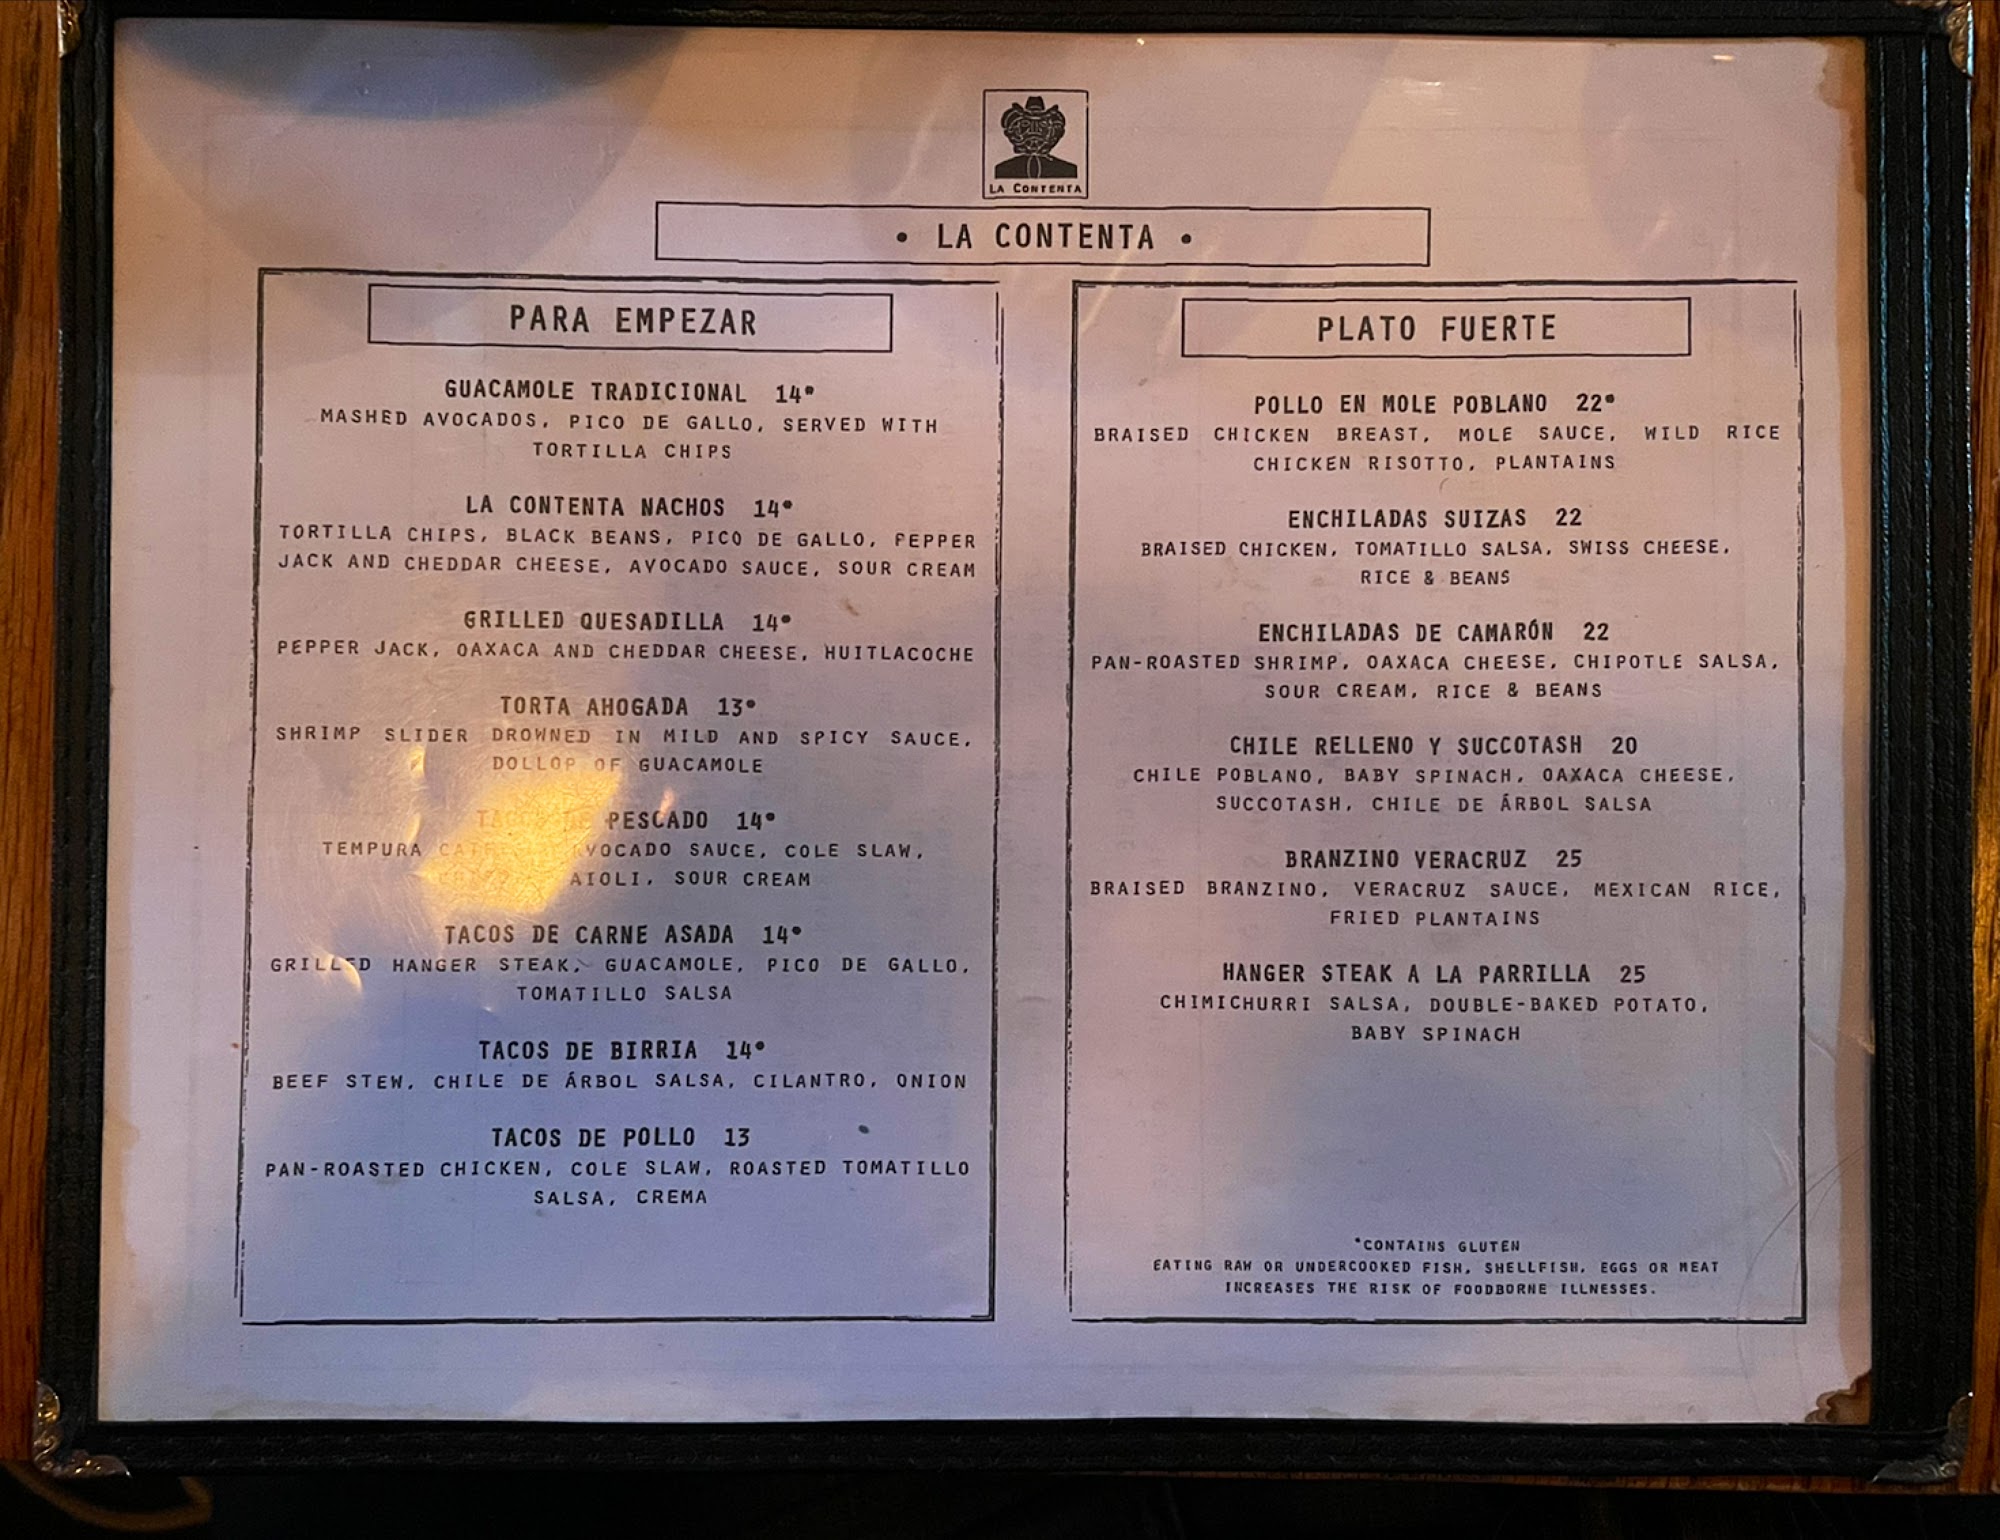 LA CONTENTA
• LA CONTENTA •
PARA EMPEZAR
GUACAMOLE TRADICIONAL 14*
MASHED AVOCADOS, PICO DE GALLO, SERVED WITH
TORTILLA CHIPS
LA CONTENTA NACHOS 14*
TORTILLA CHIPS, BLACK BEANS, PICO DE GALLO, PEPPER
JACK AND CHEDDAR CHEESE, AVOCADO SAUCE, SOUR CREAM
GRILLED QUESADILLA 14*
PEPPER JACK, OAXACA AND CHEDDAR CHEESE, HUITLACOCHE
TORTA AHOGADA 13*
SHRIMP SLIDER DROWNED IN MILD AND SPICY SAUCE,
DOLLOP OF GUACAMOLE
TACOS DE PESCADO 14*
TEMPURA AVOCADO SAUCE, COLE SLAW,
AIOLI, SOUR CREAM
TACOS DE CARNE ASADA 14*
GRILLED HANGER STEAK, GUACAMOLE, PICO DE GALLO,
TOMATILLO SALSA
TACOS DE BIRRIA 14*
BEEF STEW, CHILE DE ÁRBOL SALSA, CILANTRO, ONION
TACOS DE POLLO 13
PAN-ROASTED CHICKEN, COLE SLAW, ROASTED TOMATILLO
SALSA, CREMA
PLATO FUERTE
POLLO EN MOLE POBLANO 22*
BRAISED CHICKEN BREAST, MOLE SAUCE, WILD RICE
CHICKEN RISOTTO, PLANTAINS
ENCHILADAS SUIZAS 22
BRAISED CHICKEN, TOMATILLO SALSA, SWISS CHEESE,
RICE & BEANS
ENCHILADAS DE CAMARÓN 22
PAN-ROASTED SHRIMP, OAXACA CHEESE, CHIPOTLE SALSA,
SOUR CREAM, RICE & BEANS
CHILE RELLENO Y SUCCOTASH 20
CHILE POBLANO, BABY SPINACH, OAXACA CHEESE,
SUCCOTASH, CHILE DE ÁRBOL SALSA
BRANZINO VERACRUZ 25
BRAISED BRANZINO, VERACRUZ SAUCE, MEXICAN RICE,
FRIED PLANTAINS
HANGER STEAK A LA PARRILLA 25
CHIMICHURRI SALSA, DOUBLE-BAKED POTATO,
BABY SPINACH
*CONTAINS GLUTEN
EATING RAW OR UNDERCOOKED FISH, SHELLFISH, EGGS OR MEAT
INCREASES THE RISK OF FOODBORNE ILLNESSES.